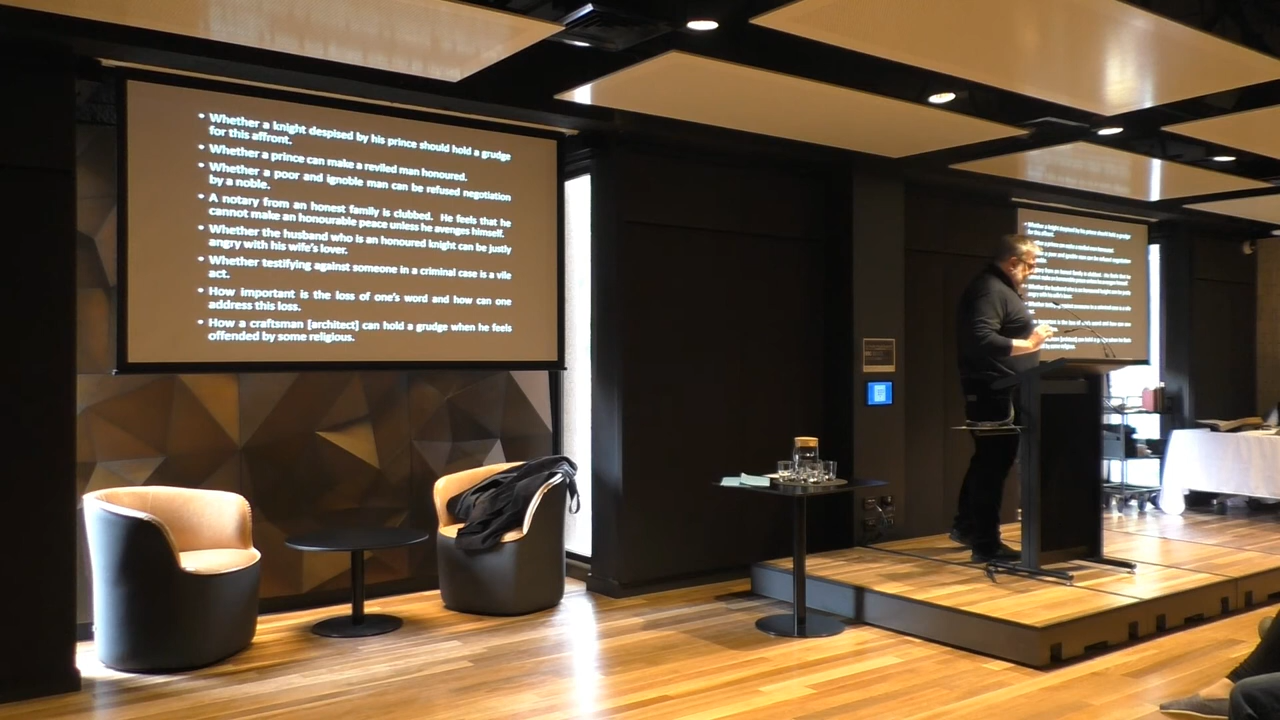 • Whether a knight despised by his prince should hold a grudge
for this affront.
• Whether a prince can make a reviled man honoured.
• Whether a poor and ignoble man can be refused negotiation
by a noble.
• A notary from an honest family is clubbed. He feels that he
cannot make an honourable peace unless he avenges himself.
• Whether the husband who is an honoured knight can be justly
angry with his wife's lover.
• Whether testifying against someone in a criminal case is a vile
act.
• How important is the loss of one's word and how can one
address this loss.
• How a craftsman [architect] can hold a grudge when he feels
offended by some religious.